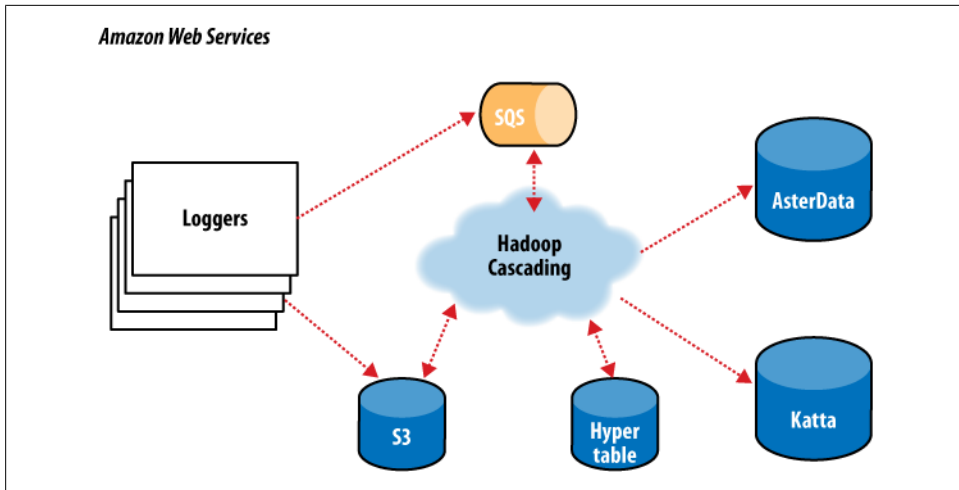 Amazon Web Services
SQS
Loggers
AsterData
Hadoop
Cascading
S3
Hyper
table
Katta